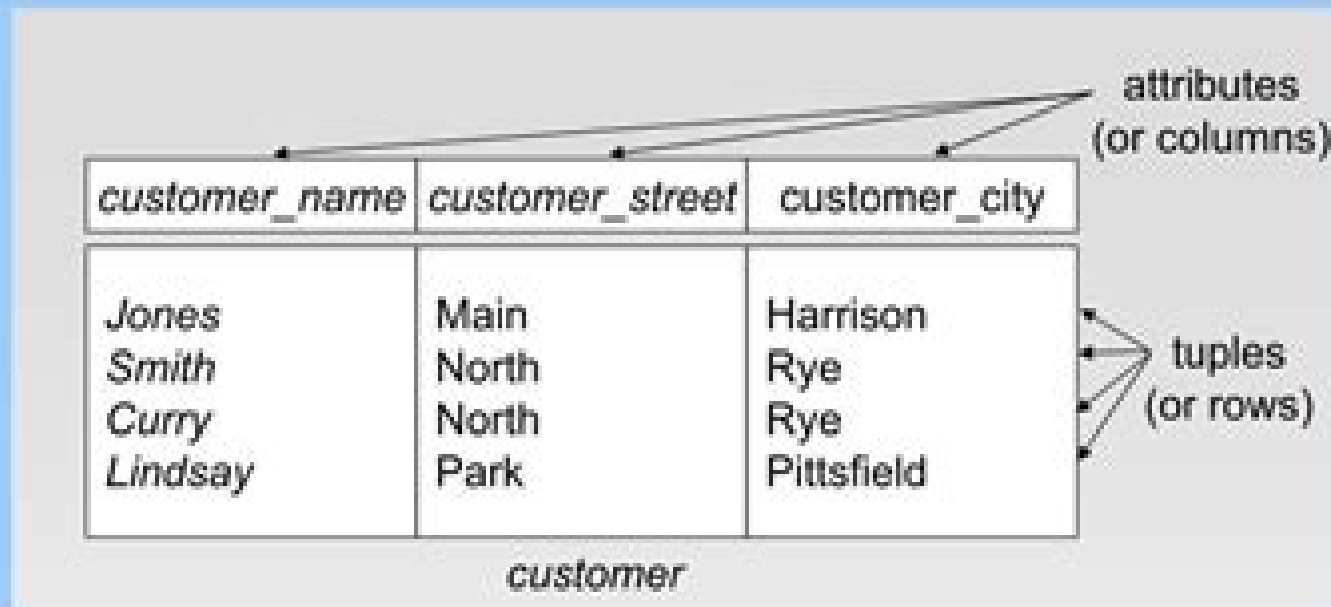 attributes
(or columns)
customer_name customer_street customer_city
Jones Main Harrison
Smith North Rye
Curry North Rye
Lindsay Park Pittsfield
tuples
(or rows)
customer